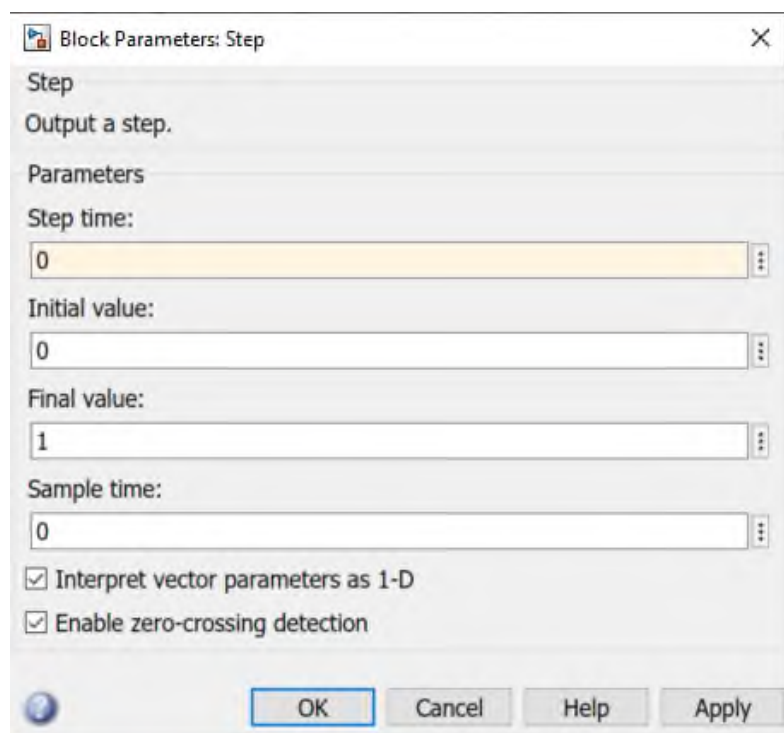 Block Parameters: Step
Step
Output a step.
Parameters
Step time:
0
Initial value:
0
Final value:
1
Sample time:
0
Interpret vector parameters as 1-D
Enable zero-crossing detection
OK Cancel Help Apply